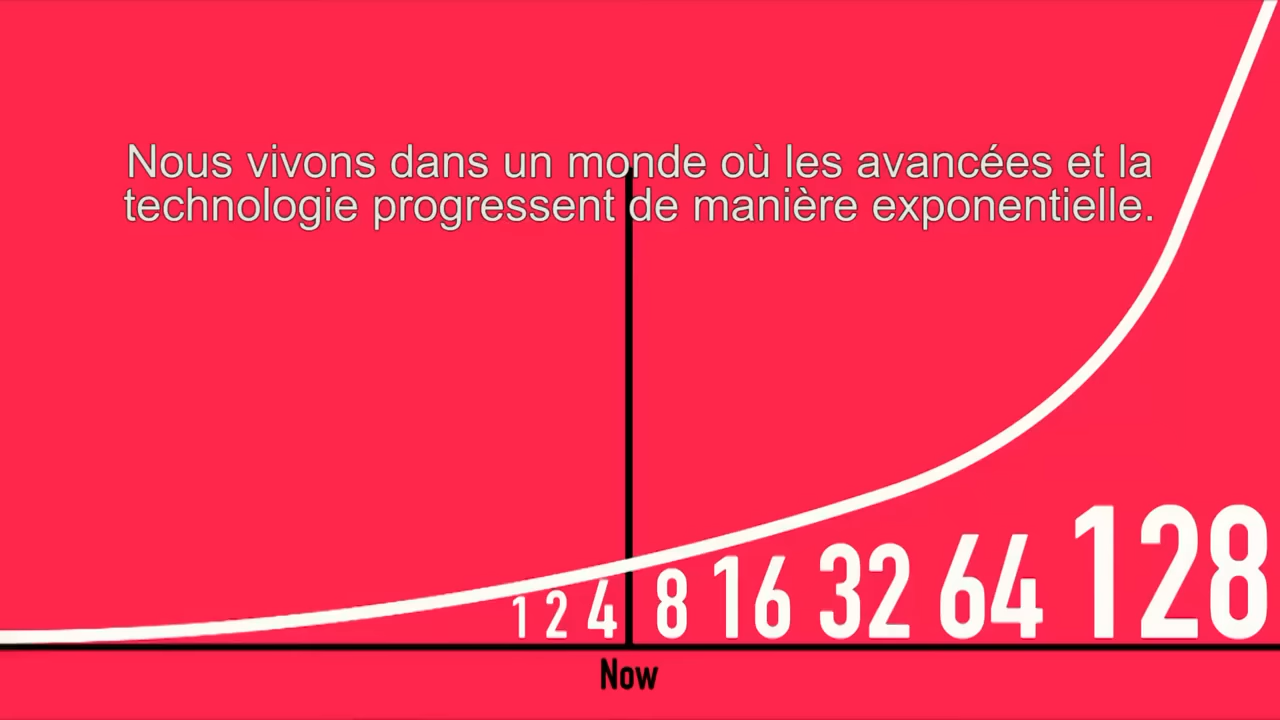 Nous vivons dans un monde où les avancées et la
technologie progressent de manière exponentielle.
1 2 4 8 16 32 64 128
Now